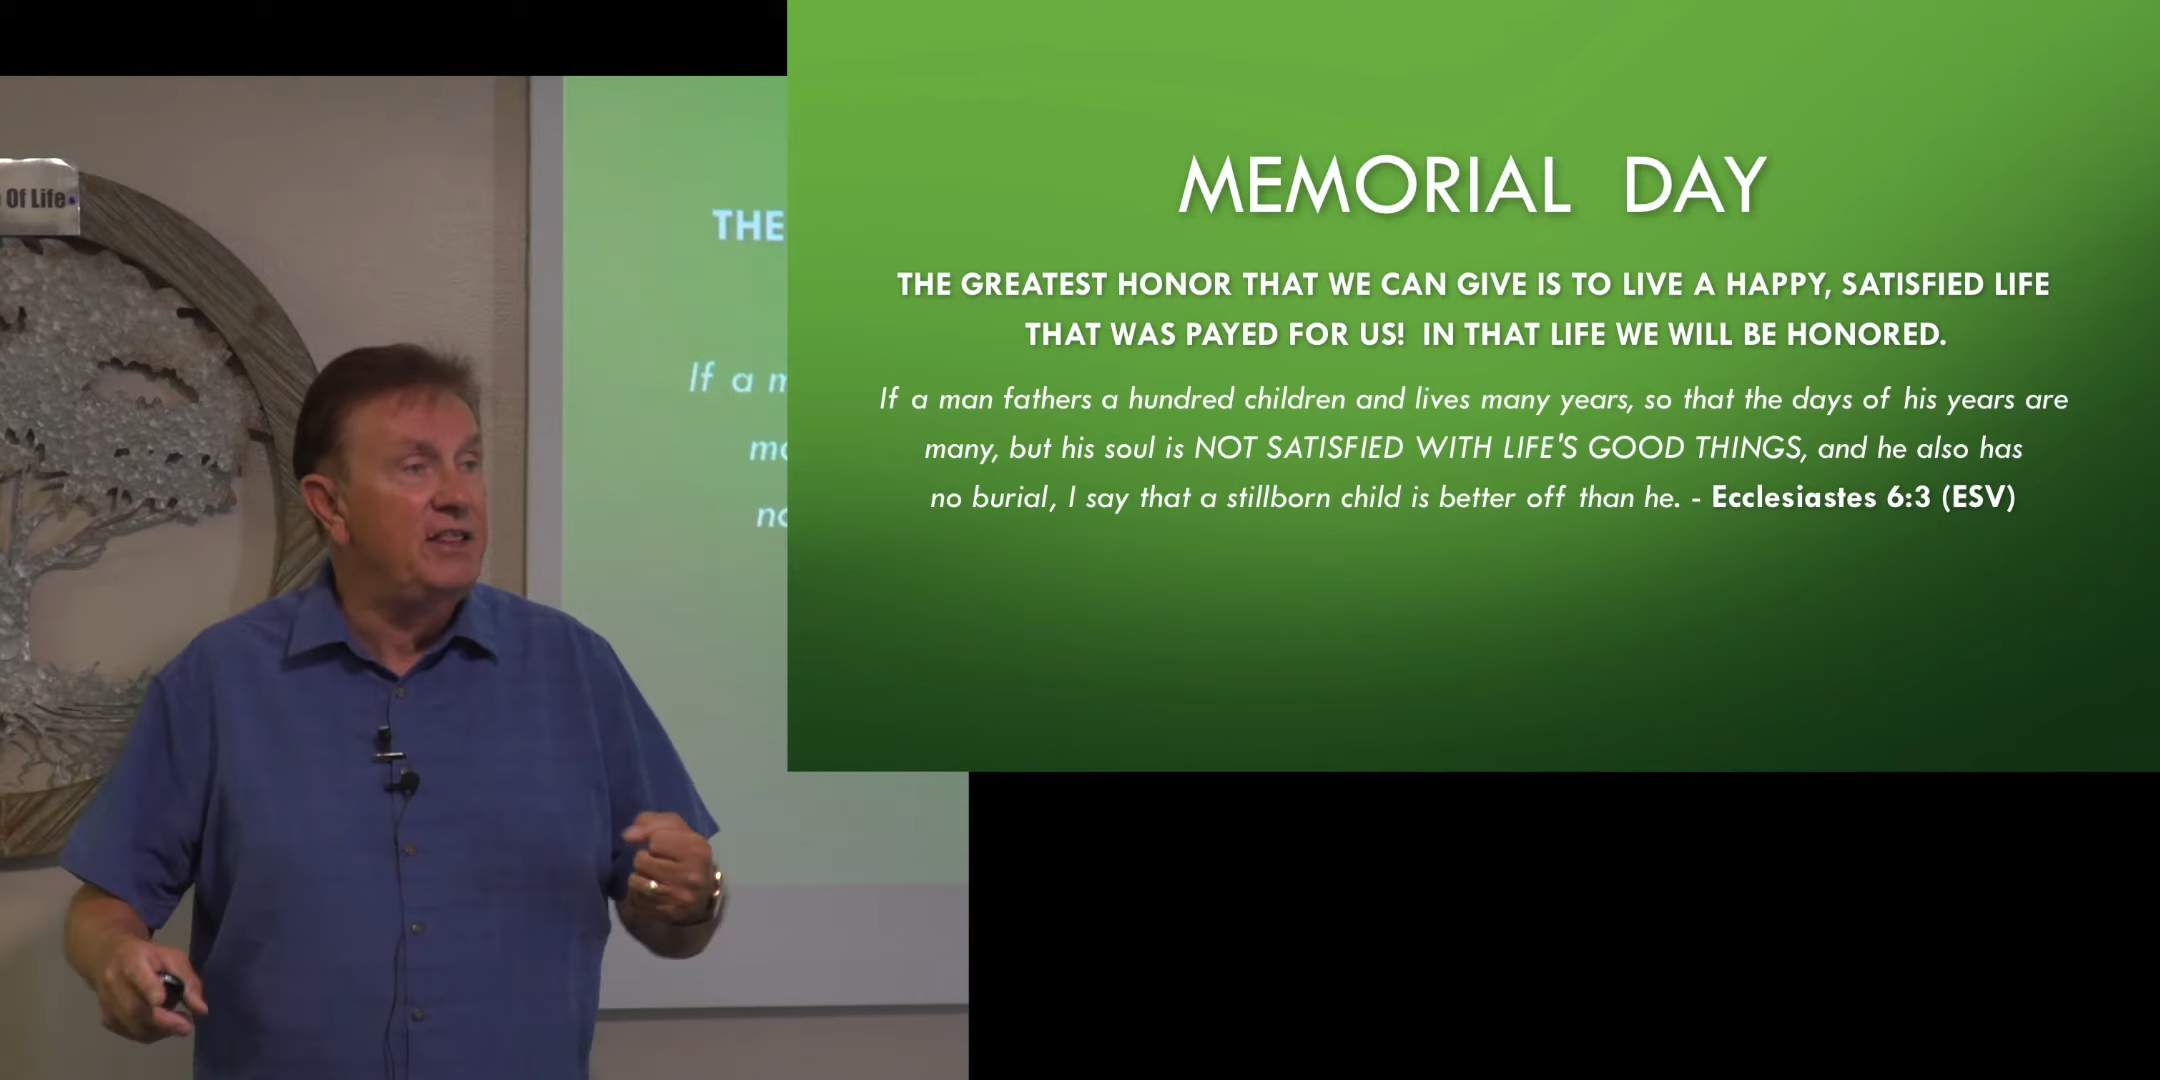 Of Life
THE
If a m
mo
no
MEMORIAL DAY
THE GREATEST HONOR THAT WE CAN GIVE IS TO LIVE A HAPPY, SATISFIED LIFE
THAT WAS PAYED FOR US! IN THAT LIFE WE WILL BE HONORED.
If a man fathers a hundred children and lives many years, so that the days of his years are
many, but his soul is NOT SATISFIED WITH LIFE'S GOOD THINGS, and he also has
no burial, I say that a stillborn child is better off than he. - Ecclesiastes 6:3 (ESV)